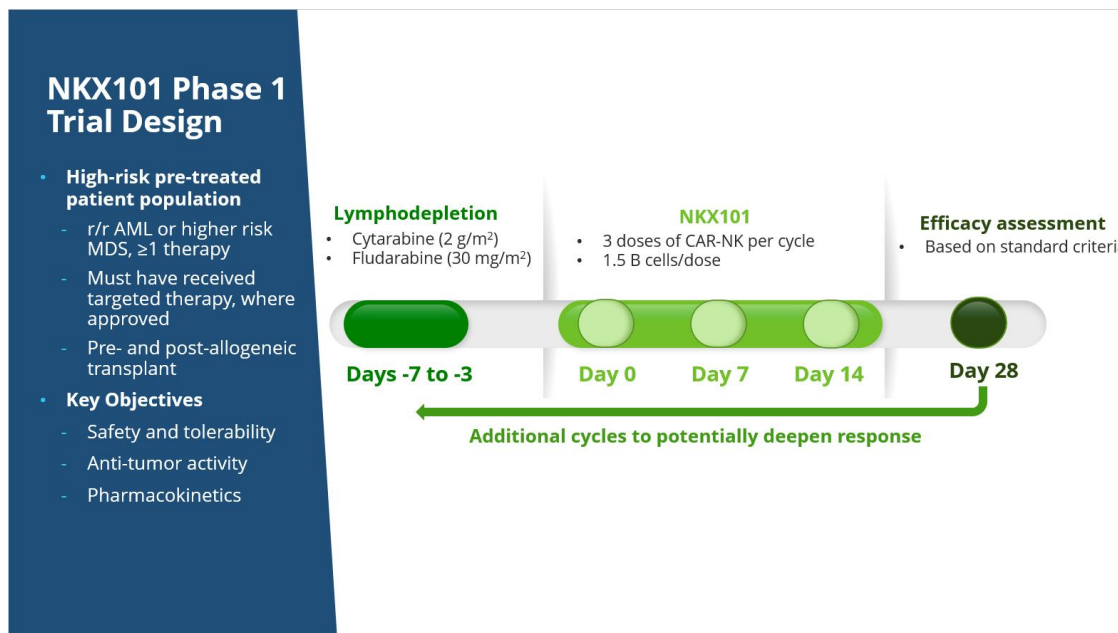 NKX101 Phase 1
Trial Design
• High-risk pre-treated
patient population
- r/r AML or higher risk
MDS, ≥1 therapy
- Must have received
targeted therapy, where
approved
- Pre- and post-allogeneic
transplant
• Key Objectives
- Safety and tolerability
- Anti-tumor activity
- Pharmacokinetics
Lymphodepletion
• Cytarabine (2 g/m²)
• Fludarabine (30 mg/m²)
Days -7 to -3
NKX101
• 3 doses of CAR-NK per cycle
• 1.5 B cells/dose
Day 0 Day 7 Day 14
Efficacy assessment
• Based on standard criteri
Day 28
Additional cycles to potentially deepen response